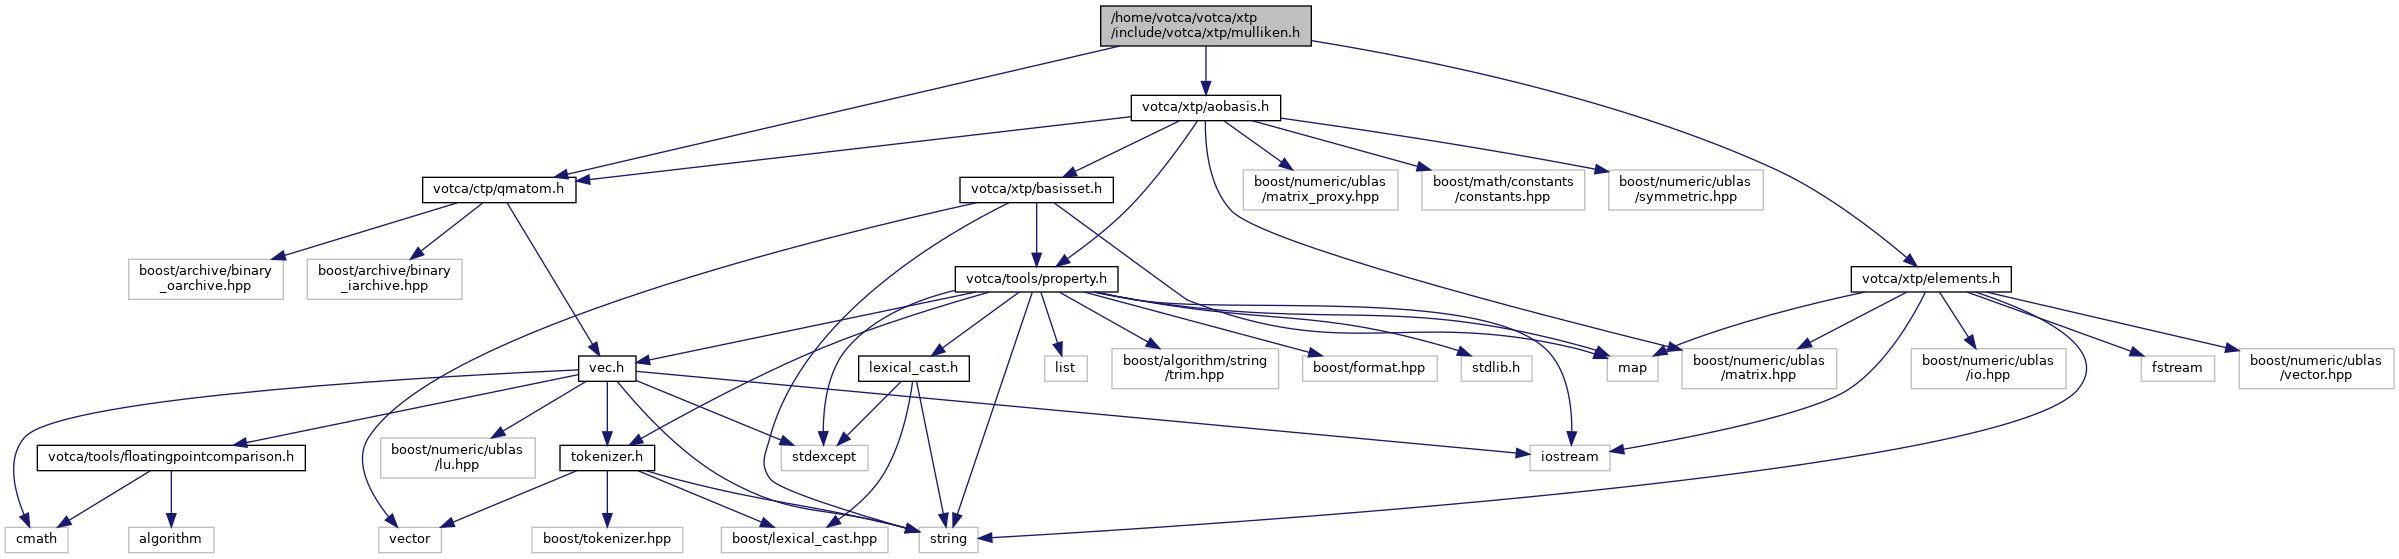 /home/votca/votca/xtp
/include/votca/xtp/mulliken.h
votca/xtp/aobasis.h
votca/ctp/qmatom.h
votca/xtp/basisset.h
boost/numeric/ublas
/matrix_proxy.hpp
boost/math/constants
/constants.hpp
boost/numeric/ublas
/symmetric.hpp
boost/archive/binary
_oarchive.hpp
boost/archive/binary
_iarchive.hpp
votca/tools/property.h
votca/xtp/elements.h
vec.h
lexical_cast.h
list
boost/algorithm/string
/trim.hpp
boost/format.hpp
stdlib.h
map
boost/numeric/ublas
/matrix.hpp
boost/numeric/ublas
/io.hpp
fstream
boost/numeric/ublas
/vector.hpp
votca/tools/floatingpointcomparison.h
boost/numeric/ublas
/lu.hpp
tokenizer.h
stdexcept
iostream
cmath
algorithm
vector
boost/tokenizer.hpp
boost/lexical_cast.hpp
string